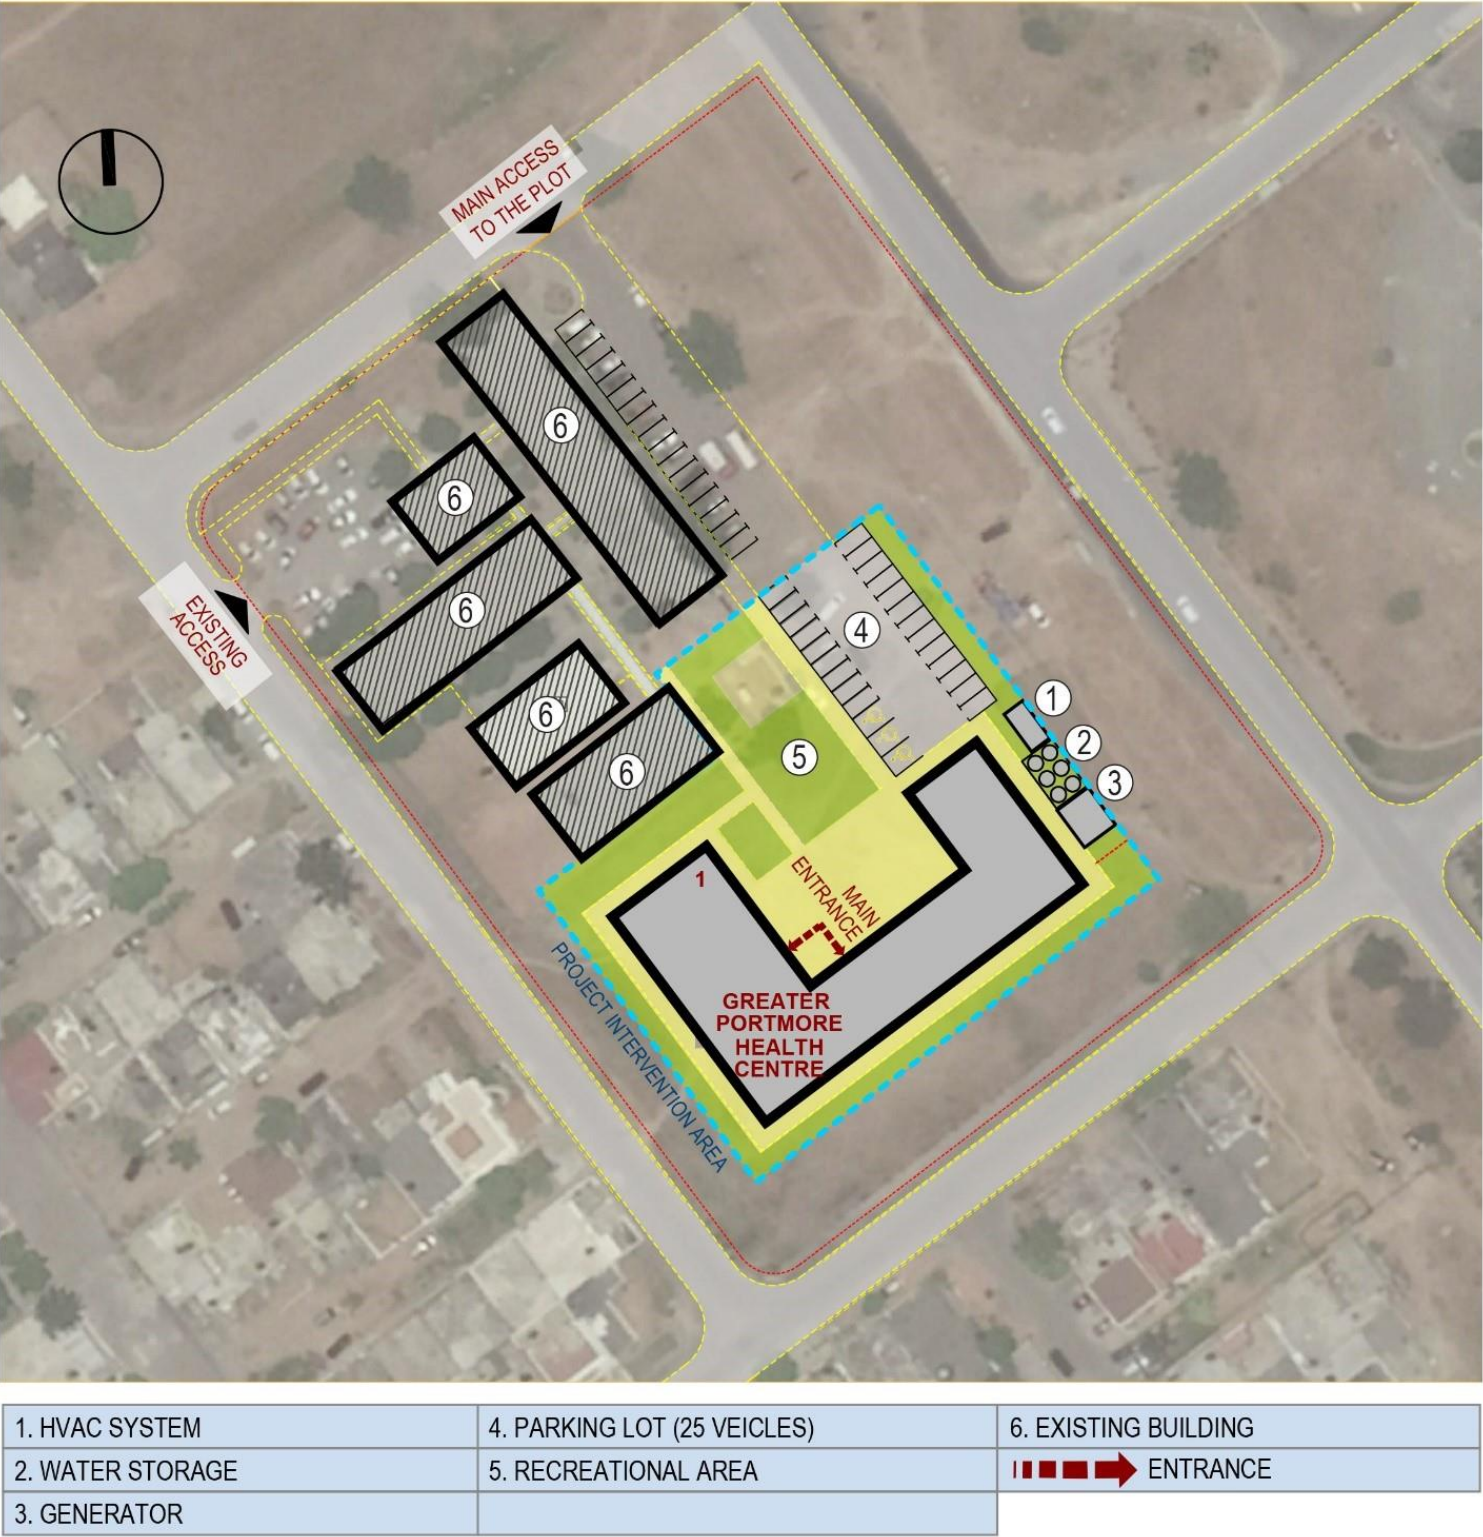 MAIN ACCESS
TO THE PLOT
6
6
6
EXISTING
ACCESS
4
1
6
2
5
6
3
1
MAIN
ENTRANCE
PROJECT INTERVENTION AREA
GREATER
PORTMORE
HEALTH
CENTRE
1. HVAC SYSTEM
4. PARKING LOT (25 VEICLES)
6. EXISTING BUILDING
2. WATER STORAGE
5. RECREATIONAL AREA
ENTRANCE
3. GENERATOR